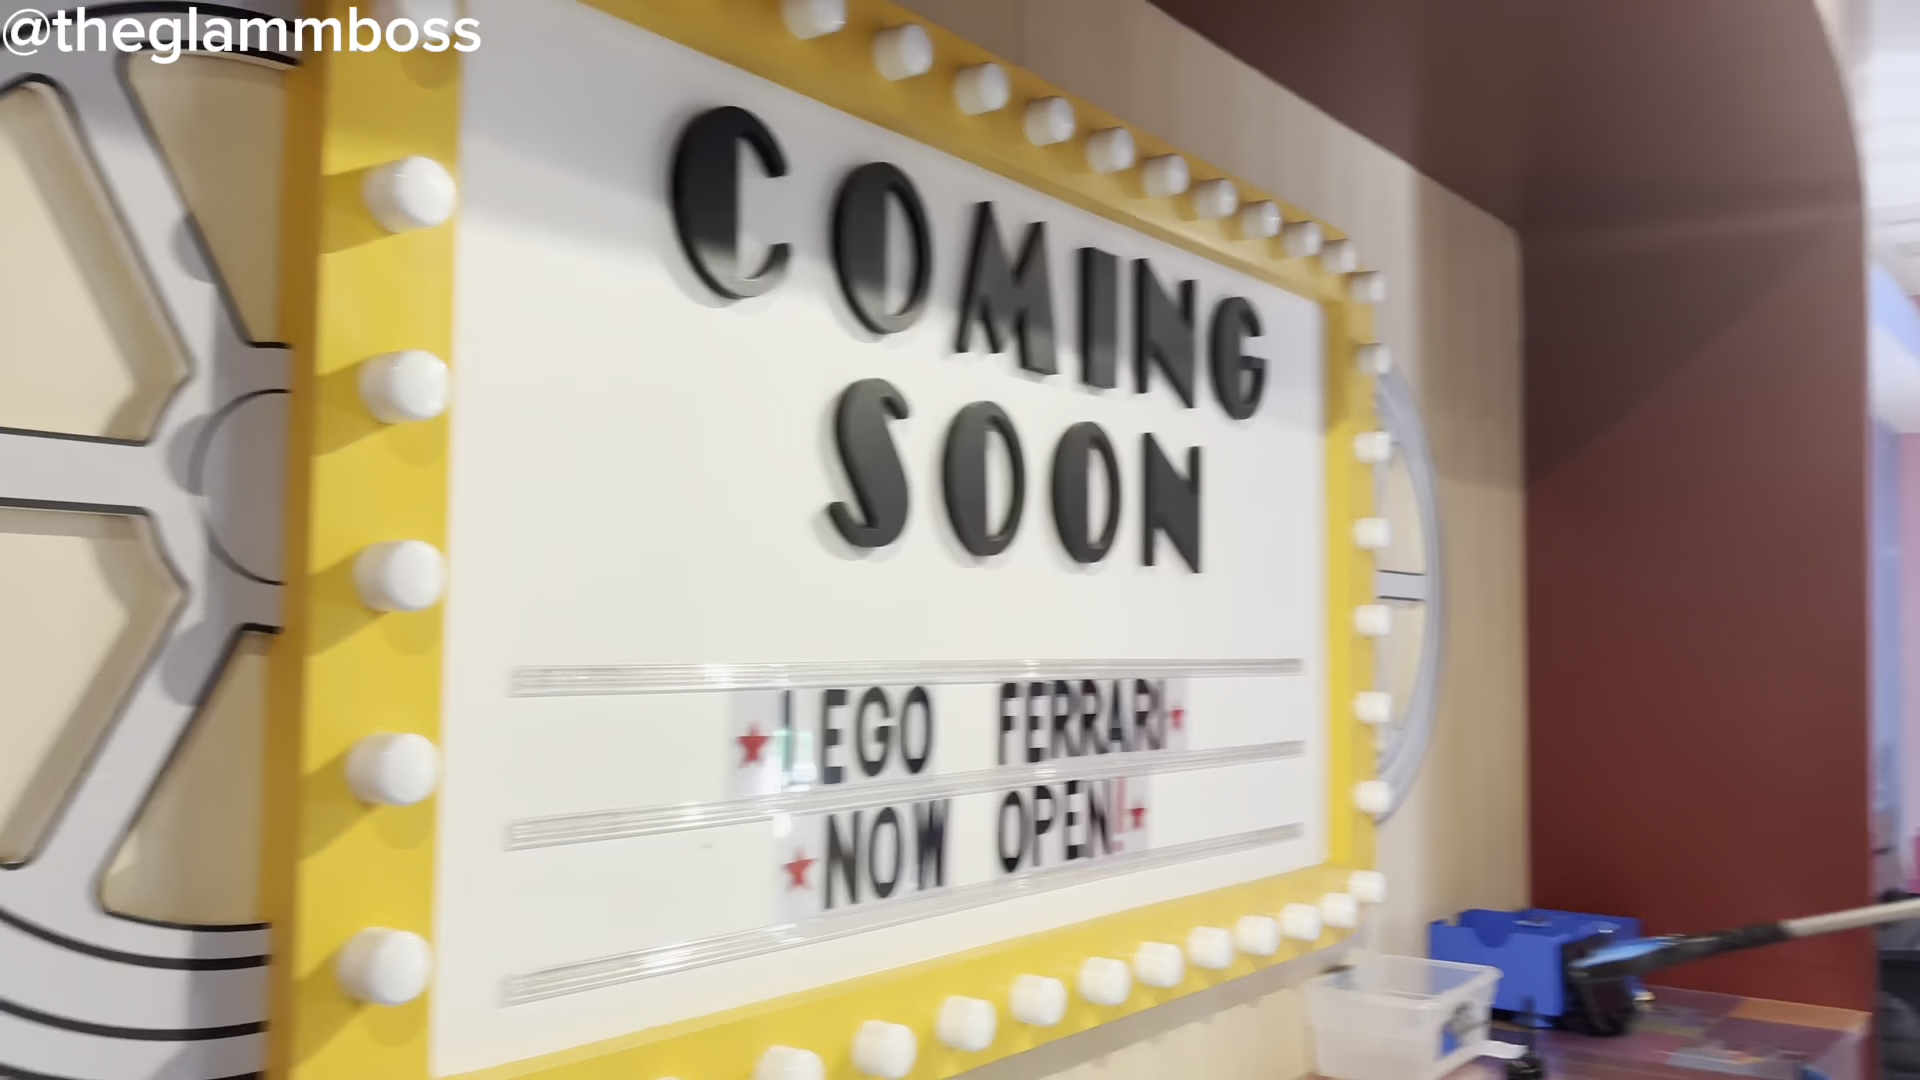 @theglammboss
COMING
SOON
★LEGO FERRARI★
★NOW OPEN!★